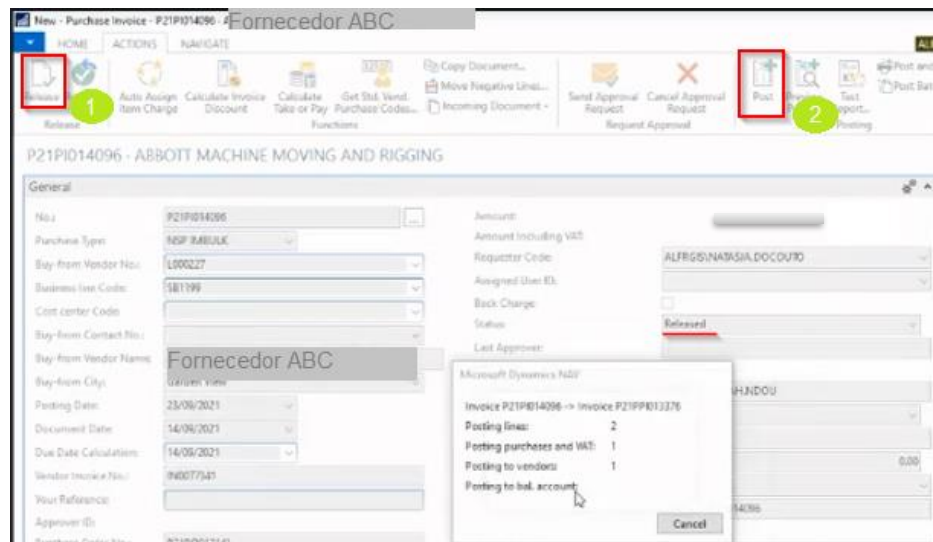 New - Purchase Invoice - P21PI014096 - A
Fornecedor ABC
HOME ACTIONS NAVIGATE
Release
1
Auto Assign Item Charge
Calculate Invoice Discount
Calculate Take or Pay
Get Std. Vend. Purchase Codes...
Copy Document...
Move Negative Lines...
Incoming Document
Send Approval Request
Cancel Approval Request
Post
2
Test Report...
Post and
Post Bat
Release
Functions
Request Approval
Posting
P21PI014096 - ABBOTT MACHINE MOVING AND RIGGING
General
No.: P21PI014096
Purchase Type: NSP IMBULK
Buy-from Vendor No.: L000227
Business line Code: SB1199
Cost center Code:
Buy-from Contact No.:
Buy-from Vendor Name: Fornecedor ABC
Buy-from City: Garden View
Posting Date: 23/09/2021
Document Date: 14/09/2021
Due Date Calculation: 14/09/2021
Vendor Invoice No.: IN0077341
Your Reference:
Approver ID:
Amount:
Amount Including VAT:
Requester Code: ALFRGIS\NATASIA.DOCOUTO
Assigned User ID:
Back Charge:
Status: Released
Last Approver:
AH.NDOU
0.00
14096
Microsoft Dynamics NAV
Invoice P21PI014096 -> Invoice P21PPI013376
Posting lines: 2
Posting purchases and VAT: 1
Posting to vendors: 1
Posting to bal. account:
Cancel